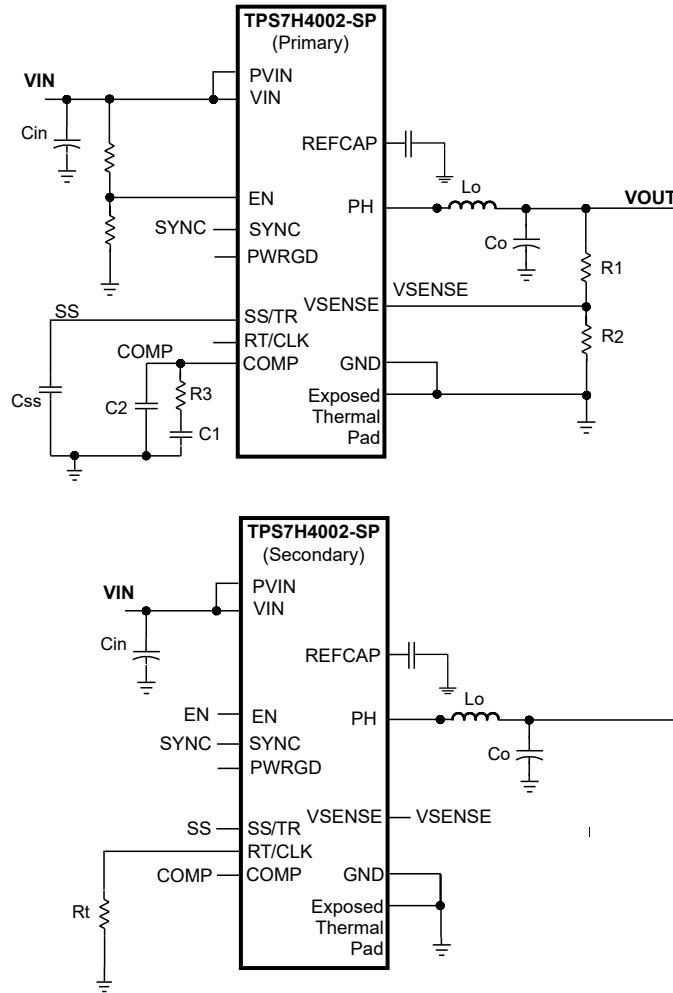 TPS7H4002-SP
(Primary)
PVIN
VIN
VIN
Cin
REFCAP
Lo
EN
PH
VOUT
SYNC
SYNC
Co
PWRGD
R1
VSENSE
VSENSE
SS
SS/TR
RT/CLK
R2
COMP
COMP
GND
R3
Css
C2
Exposed
Thermal
Pad
C1
TPS7H4002-SP
(Secondary)
PVIN
VIN
VIN
Cin
REFCAP
Lo
EN
EN
PH
SYNC
SYNC
Co
PWRGD
VSENSE
VSENSE
SS
SS/TR
RT/CLK
COMP
COMP
GND
Rt
Exposed
Thermal
Pad